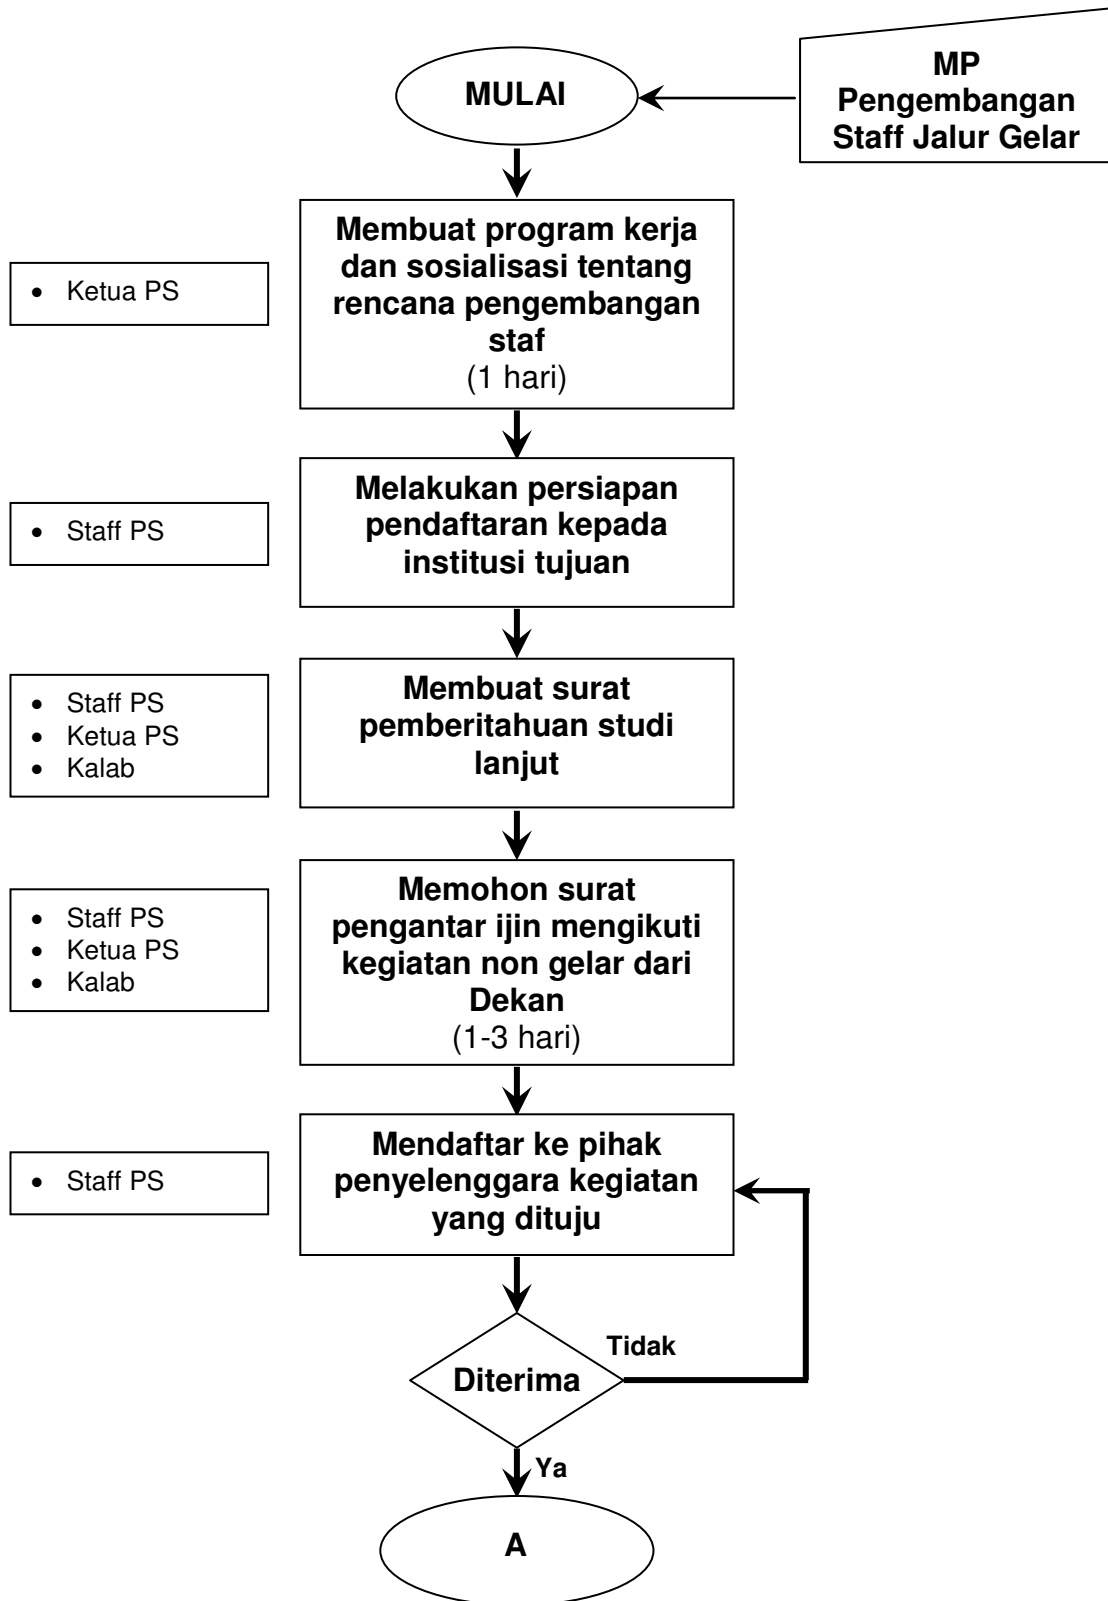 MP
Pengembangan
Staff Jalur Gelar
MULAI
Membuat program kerja
dan sosialisasi tentang
rencana pengembangan
staf
(1 hari)
• Ketua PS
Melakukan persiapan
pendaftaran kepada
institusi tujuan
• Staff PS
Membuat surat
pemberitahuan studi
lanjut
• Staff PS
• Ketua PS
• Kalab
Memohon surat
pengantar ijin mengikuti
kegiatan non gelar dari
Dekan
(1-3 hari)
• Staff PS
• Ketua PS
• Kalab
Mendaftar ke pihak
penyelenggara kegiatan
yang dituju
• Staff PS
Tidak
Diterima
Ya
A